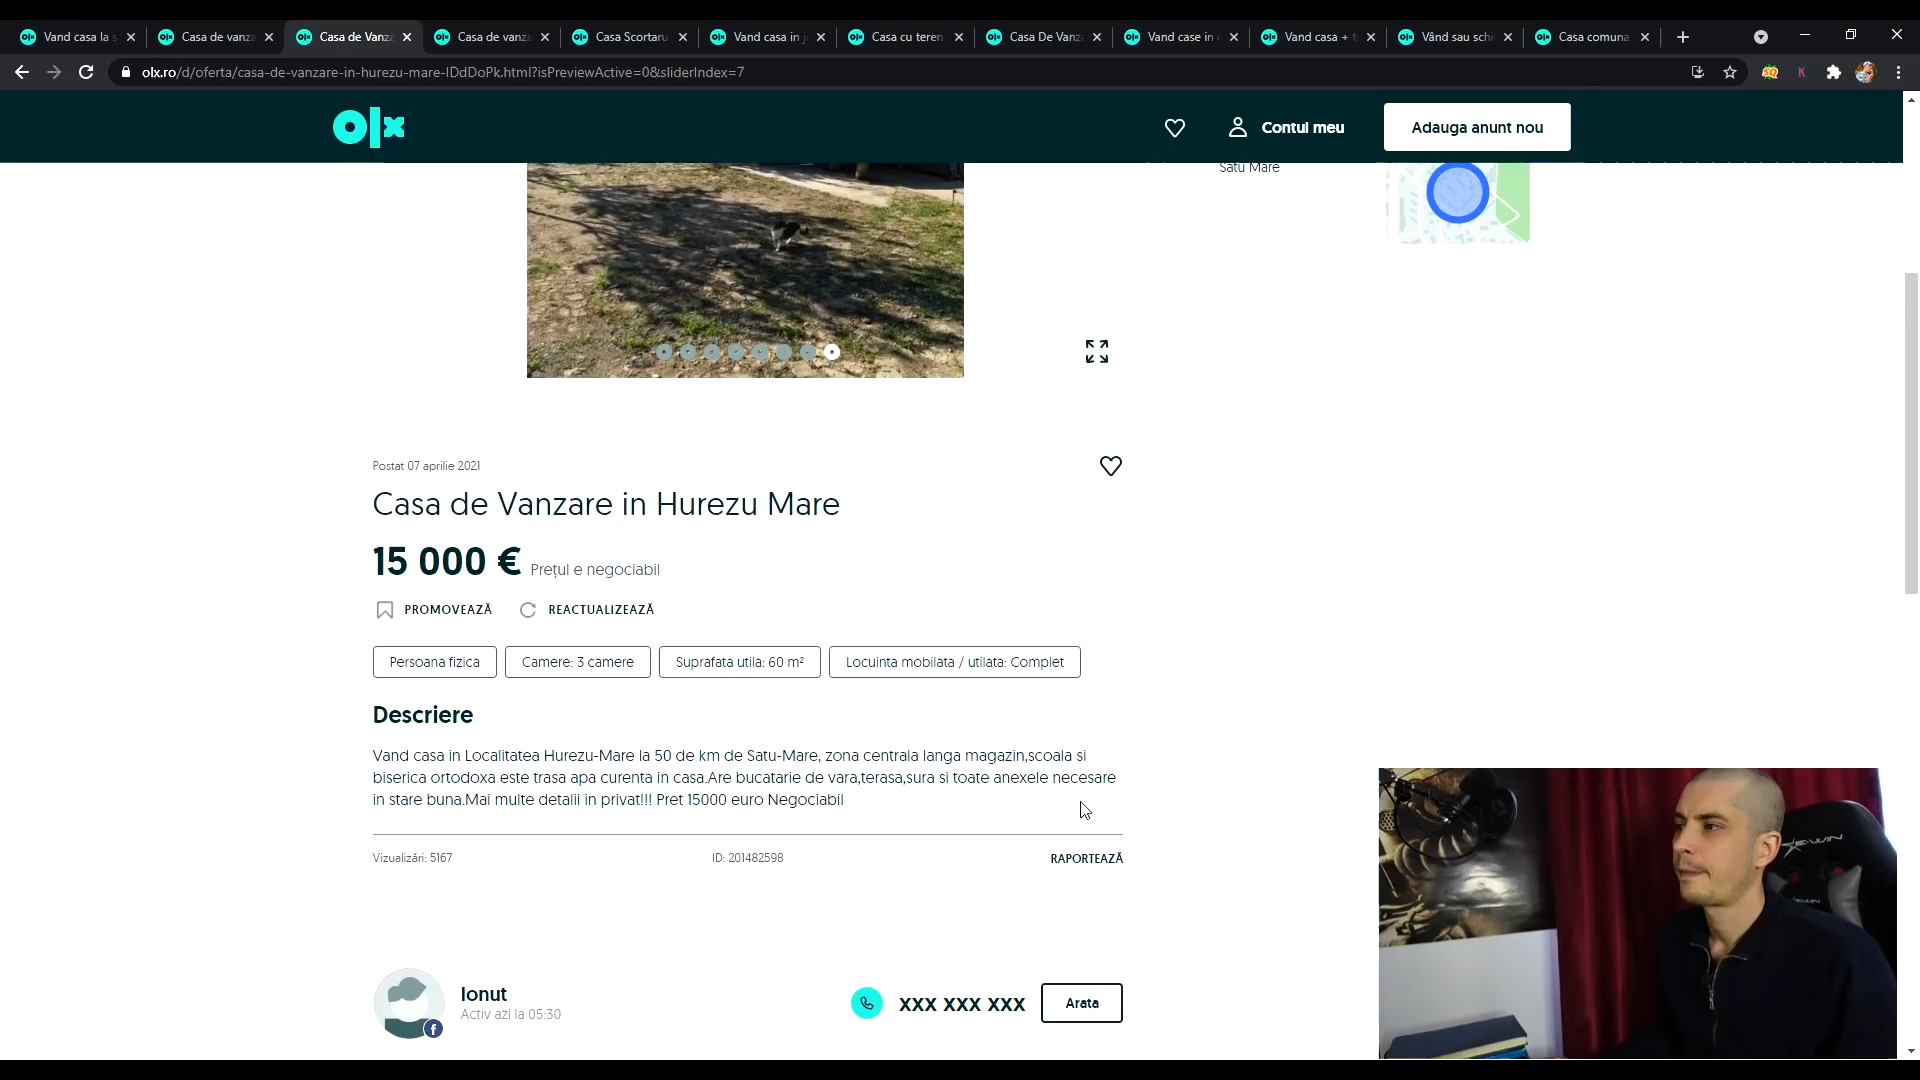 Vand casa la s
Casa de vanza
Casa de Vanza
Casa de vanza
Casa Scortaru
Vand casa in j
Casa cu teren
Casa De Vanz
Vand case in c
Vand casa + t
Vând sau schi
Casa comuna
olx.ro/d/oferta/casa-de-vanzare-in-hurezu-mare-IDdDoPk.html?isPreviewActive=0&sliderIndex=7
olx
Contul meu
Adauga anunt nou
Satu Mare
Postat 07 aprilie 2021
Casa de Vanzare in Hurezu Mare
15 000 € Prețul e negociabil
PROMOVEAZĂ REACTUALIZEAZĂ
Persoana fizica Camere: 3 camere Suprafata utila: 60 m² Locuinta mobilata / utilata: Complet
Descriere
Vand casa in Localitatea Hurezu-Mare la 50 de km de Satu-Mare, zona centrala langa magazin,scoala si
biserica ortodoxa este trasa apa curenta in casa.Are bucatarie de vara,terasa,sura si toate anexele necesare
in stare buna.Mai multe detalii in privat!!! Pret 15000 euro Negociabil
Vizualizări: 5167 ID: 201482598 RAPORTEAZĂ
Ionut
Activ azi la 05:30
XXX XXX XXX
Arata